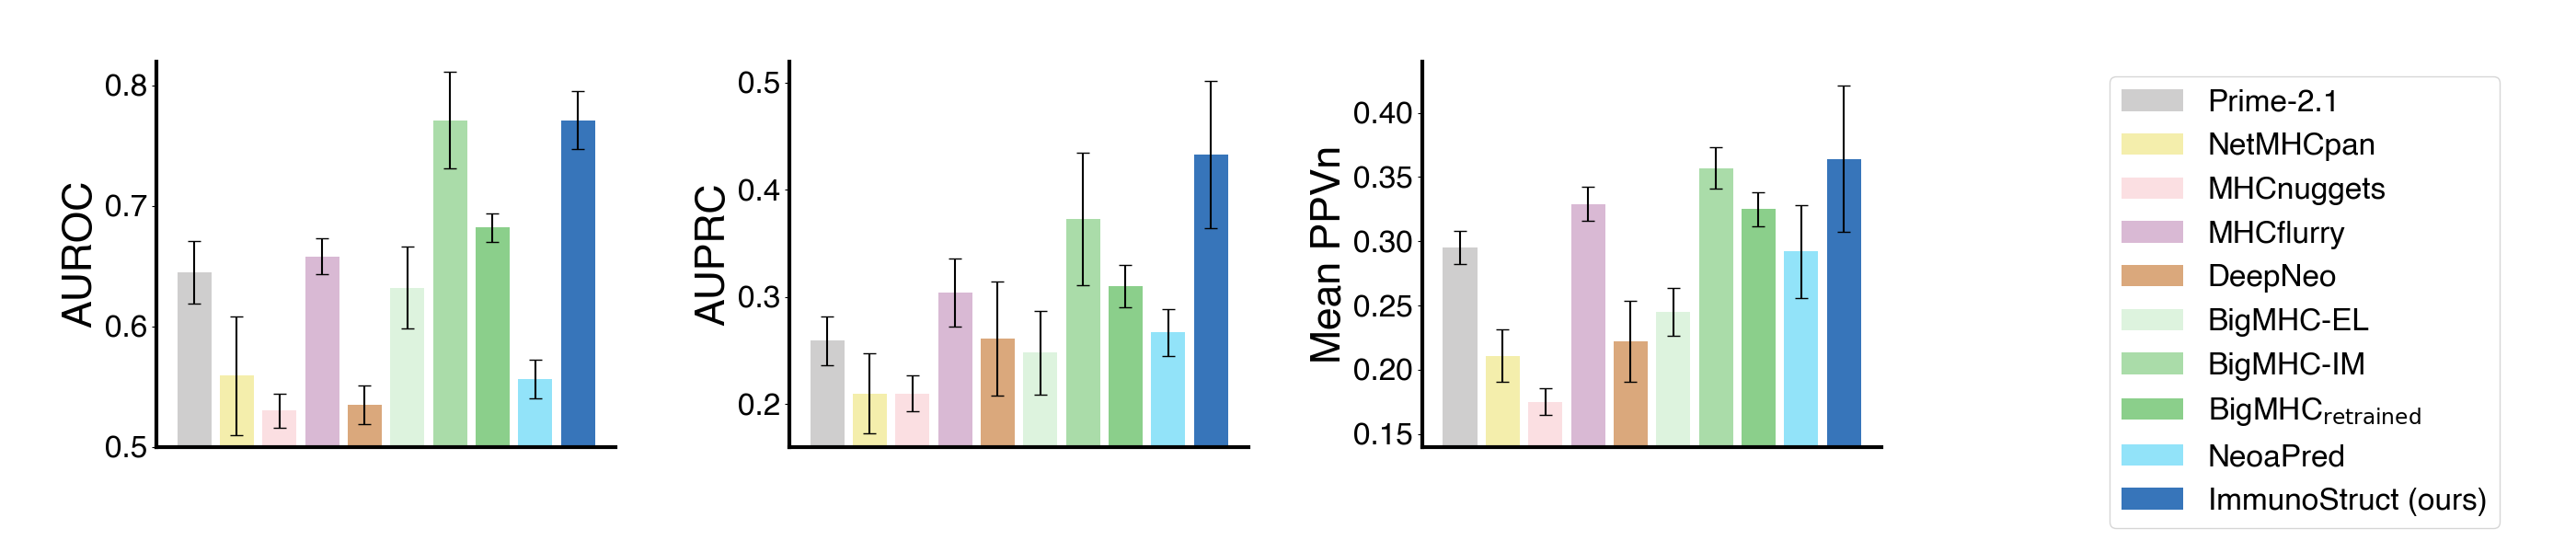 AUROC
0.8
0.7
0.6
0.5
AUPRC
0.5
0.4
0.3
0.2
Mean PPVn
0.40
0.35
0.30
0.25
0.20
0.15
Prime-2.1
NetMHCpan
MHCnuggets
MHCflurry
DeepNeo
BigMHC-EL
BigMHC-IM
BigMHCretrained
NeoaPred
ImmunoStruct (ours)